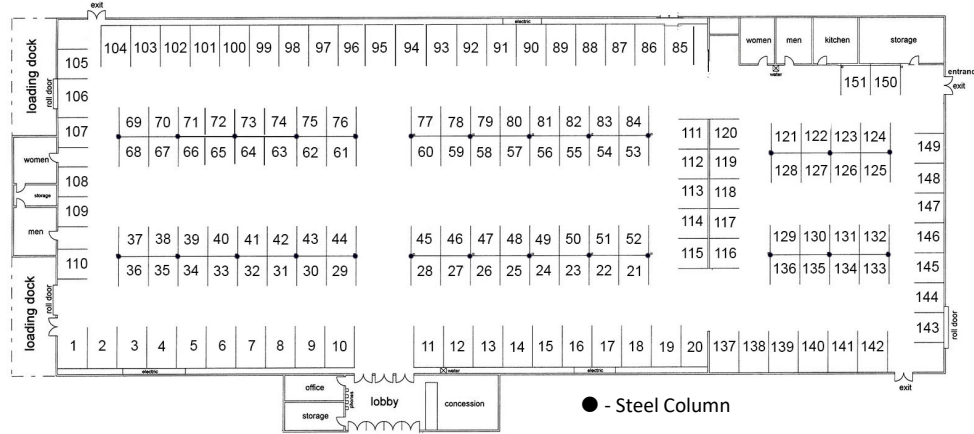 exit
electric
women men kitchen storage
104 103 102 101 100 99 98 97 96 95 94 93 92 91 90 89 88 87 86 85
loading dock
105
water
entrance
exit
151 150
roll door
106
69 70 71 72 73 74 75 76
77 78 79 80 81 82 83 84
107
111 120
121 122 123 124
68 67 66 65 64 63 62 61
60 59 58 57 56 55 54 53
149
women
112 119
128 127 126 125
108
148
storage
113 118
147
109
men
114 117
37 38 39 40 41 42 43 44
45 46 47 48 49 50 51 52
129 130 131 132
146
110
115 116
36 35 34 33 32 31 30 29
28 27 26 25 24 23 22 21
136 135 134 133
145
loading dock
roll door
144
143
roll door
1 2 3 4 5 6 7 8 9 10
11 12 13 14 15 16 17 18 19 20 137 138 139 140 141 142
electric
water
electric
exit
office
phones
lobby
concession
storage
● - Steel Column